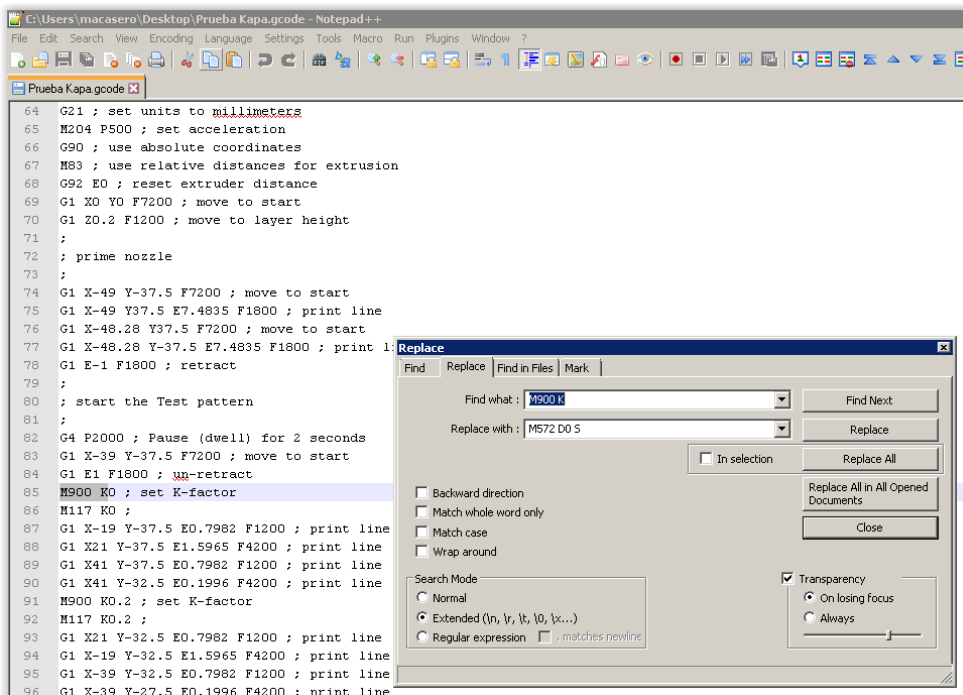 C:\Users\macasero\Desktop\Prueba Kapa.gcode - Notepad++
File Edit Search View Encoding Language Settings Tools Macro Run Plugins Window ?
Prueba Kapa.gcode
64 G21 ; set units to millimeters
65 M204 P500 ; set acceleration
66 G90 ; use absolute coordinates
67 M83 ; use relative distances for extrusion
68 G92 E0 ; reset extruder distance
69 G1 X0 Y0 F7200 ; move to start
70 G1 Z0.2 F1200 ; move to layer height
71 ;
72 ; prime nozzle
73 ;
74 G1 X-49 Y-37.5 F7200 ; move to start
75 G1 X-49 Y37.5 E7.4835 F1800 ; print line
76 G1 X-48.28 Y37.5 F7200 ; move to start
77 G1 X-48.28 Y-37.5 E7.4835 F1800 ; print l
78 G1 E-1 F1800 ; retract
79 ;
80 ; start the Test pattern
81 ;
82 G4 P2000 ; Pause (dwell) for 2 seconds
83 G1 X-39 Y-37.5 F7200 ; move to start
84 G1 E1 F1800 ; un-retract
85 M900 K0 ; set K-factor
86 M117 K0 ;
87 G1 X-19 Y-37.5 E0.7982 F1200 ; print line
88 G1 X21 Y-37.5 E1.5965 F4200 ; print line
89 G1 X41 Y-37.5 E0.7982 F1200 ; print line
90 G1 X41 Y-32.5 E0.1996 F4200 ; print line
91 M900 K0.2 ; set K-factor
92 M117 K0.2 ;
93 G1 X21 Y-32.5 E0.7982 F1200 ; print line
94 G1 X-19 Y-32.5 E1.5965 F4200 ; print line
95 G1 X-39 Y-32.5 E0.7982 F1200 ; print line
96 G1 X-39 Y-27.5 E0.1996 F4200 ; print line
Replace
Find Replace Find in Files Mark
Find what : M900 K Find Next
Replace with : M572 D0 S Replace
In selection Replace All
Replace All in All Opened
Documents
Close
Backward direction
Match whole word only
Match case
Wrap around
Search Mode
Normal
Extended (\n, \r, \t, \0, \x...)
Regular expression . matches newline
Transparency
On losing focus
Always